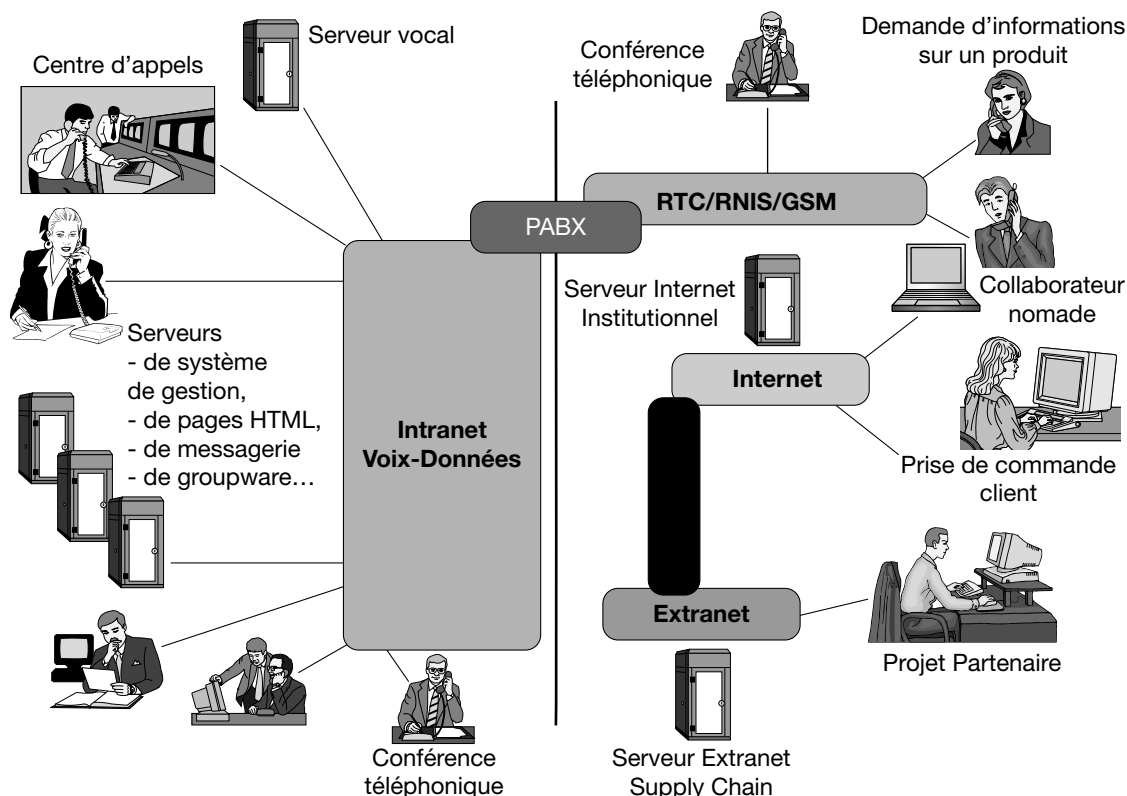 Serveur vocal
Centre d'appels
Serveurs
- de système
de gestion,
- de pages HTML,
- de messagerie
- de groupware…
Intranet
Voix-Données
Conférence
téléphonique
PABX
Conférence
téléphonique
Demande d'informations
sur un produit
RTC/RNIS/GSM
Collaborateur
nomade
Serveur Internet
Institutionnel
Internet
Prise de commande
client
Extranet
Projet Partenaire
Serveur Extranet
Supply Chain